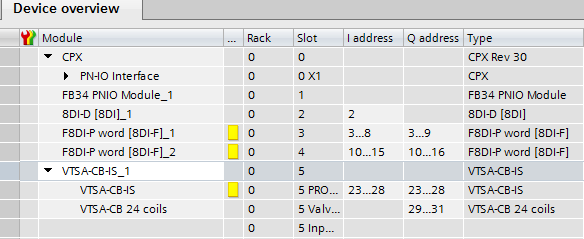 Device overview
Module ... Rack Slot I address Q address Type
CPX 0 0 CPX Rev 30
PN-IO Interface 0 0 X1 CPX
FB34 PNIO Module_1 0 1 FB34 PNIO Module
8DI-D [8DI]_1 0 2 2 8DI-D [8DI]
F8DI-P word [8DI-F]_1 0 3 3...8 3...9 F8DI-P word [8DI-F]
F8DI-P word [8DI-F]_2 0 4 10...15 10...16 F8DI-P word [8DI-F]
VTSA-CB-IS_1 0 5 VTSA-CB-IS
VTSA-CB-IS 0 5 PRO... 23...28 23...28 VTSA-CB-IS
VTSA-CB 24 coils 0 5 Valv... 29...31 VTSA-CB 24 coils
0 5 Inp...